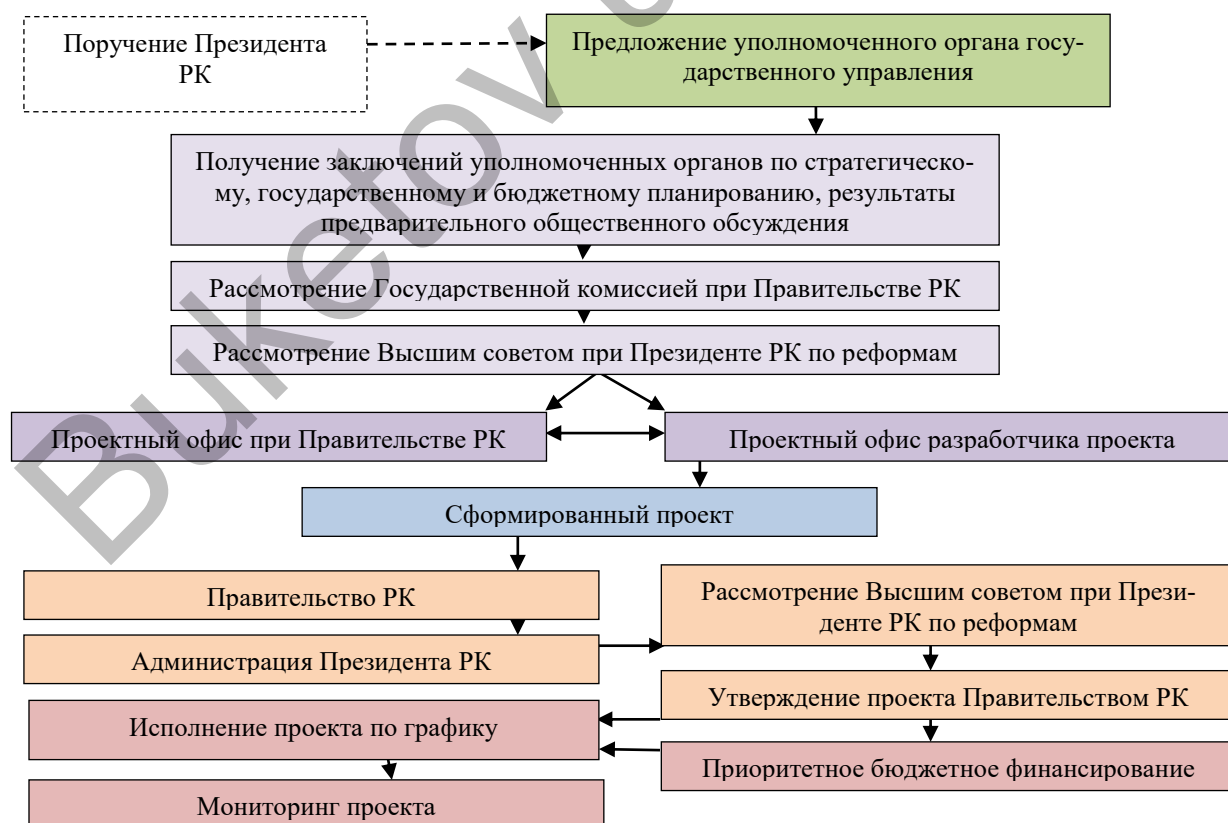 Поручение Президента
РК
Предложение уполномоченного органа госу-
дарственного управления
Получение заключений уполномоченных органов по стратегическо-
му, государственному и бюджетному планированию, результаты
предварительного общественного обсуждения
Рассмотрение Государственной комиссией при Правительстве РК
Рассмотрение Высшим советом при Президенте РК по реформам
Проектный офис при Правительстве РК
Проектный офис разработчика проекта
Сформированный проект
Правительство РК
Администрация Президента РК
Рассмотрение Высшим советом при Прези-
денте РК по реформам
Утверждение проекта Правительством РК
Исполнение проекта по графику
Приоритетное бюджетное финансирование
Мониторинг проекта
Buketov